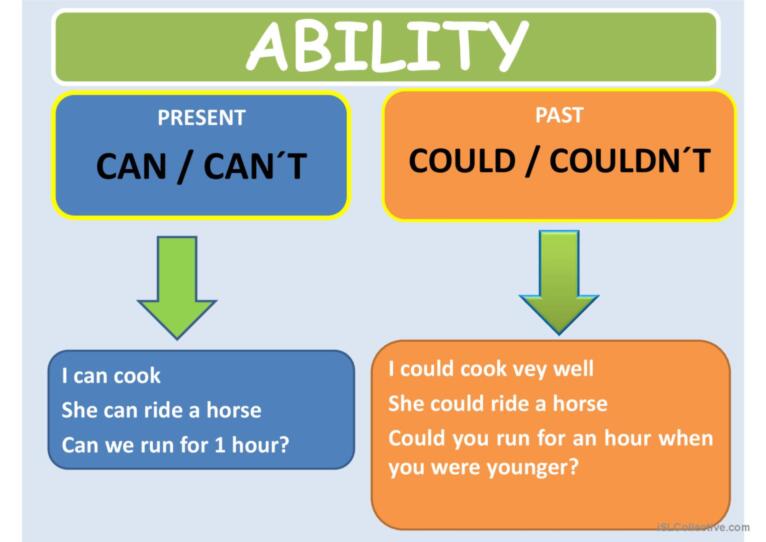 ABILITY
PRESENT
CAN / CAN´T
PAST
COULD / COULDN´T
I can cook
She can ride a horse
Can we run for 1 hour?
I could cook vey well
She could ride a horse
Could you run for an hour when
you were younger?
iSLCollective.com